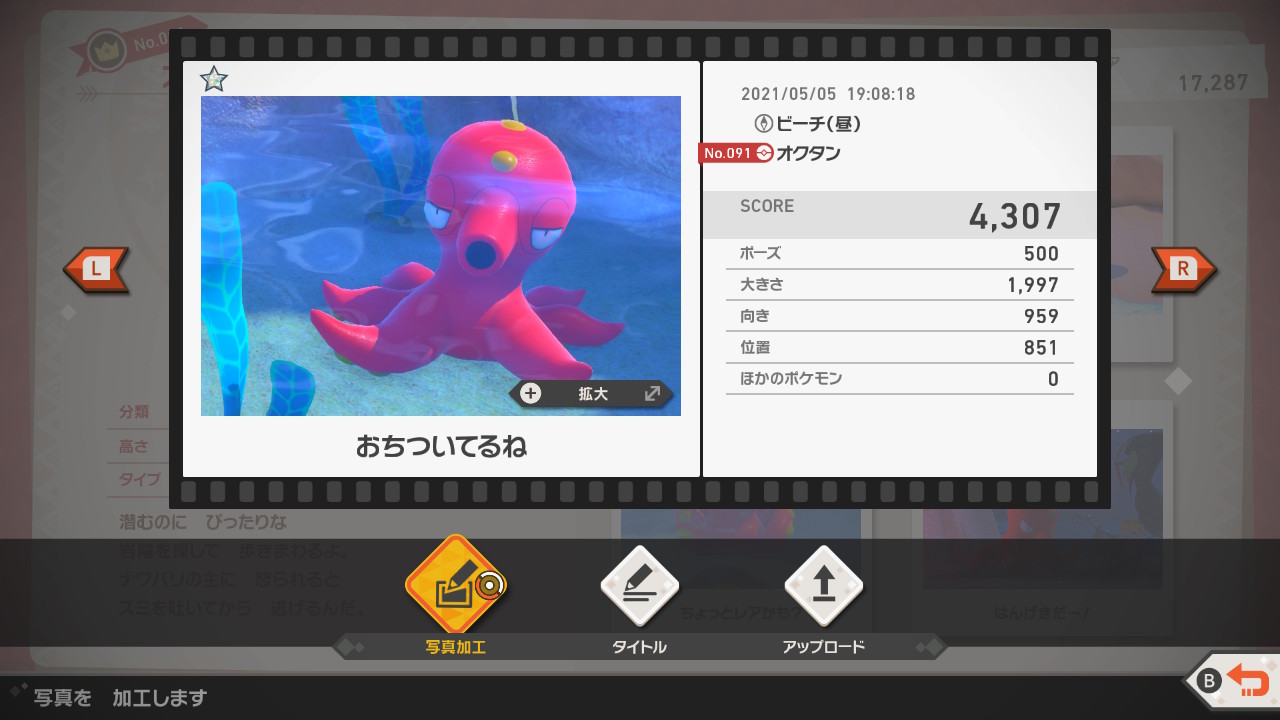 No.0
17,287
2021/05/05 19:08:18
ビーチ(昼)
No.091 オクタン
SCORE 4,307
ポーズ 500
大きさ 1,997
向き 959
位置 851
ほかのポケモン 0
L
R
+ 拡大
おちついてるね
分類
高さ
タイプ
潜むのに ぴったりな
岩陰を探して 歩きまわるよ。
ナワバリの主に 怒られると
スミを吐いてから 逃げるんだ。
ちょっとレアかも?
はんげきだー!
写真加工
タイトル
アップロード
写真を 加工します
B